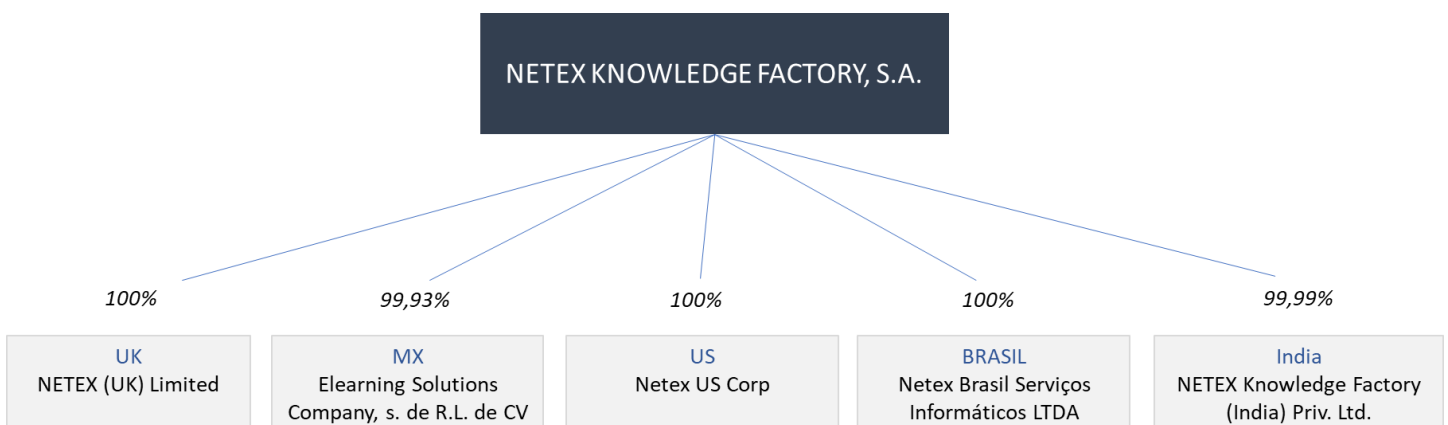 NETEX KNOWLEDGE FACTORY, S.A.
100%
99,93%
100%
100%
99,99%
UK
NETEX (UK) Limited
MX
Elearning Solutions
Company, s. de R.L. de CV
US
Netex US Corp
BRASIL
Netex Brasil Serviços
Informáticos LTDA
India
NETEX Knowledge Factory
(India) Priv. Ltd.